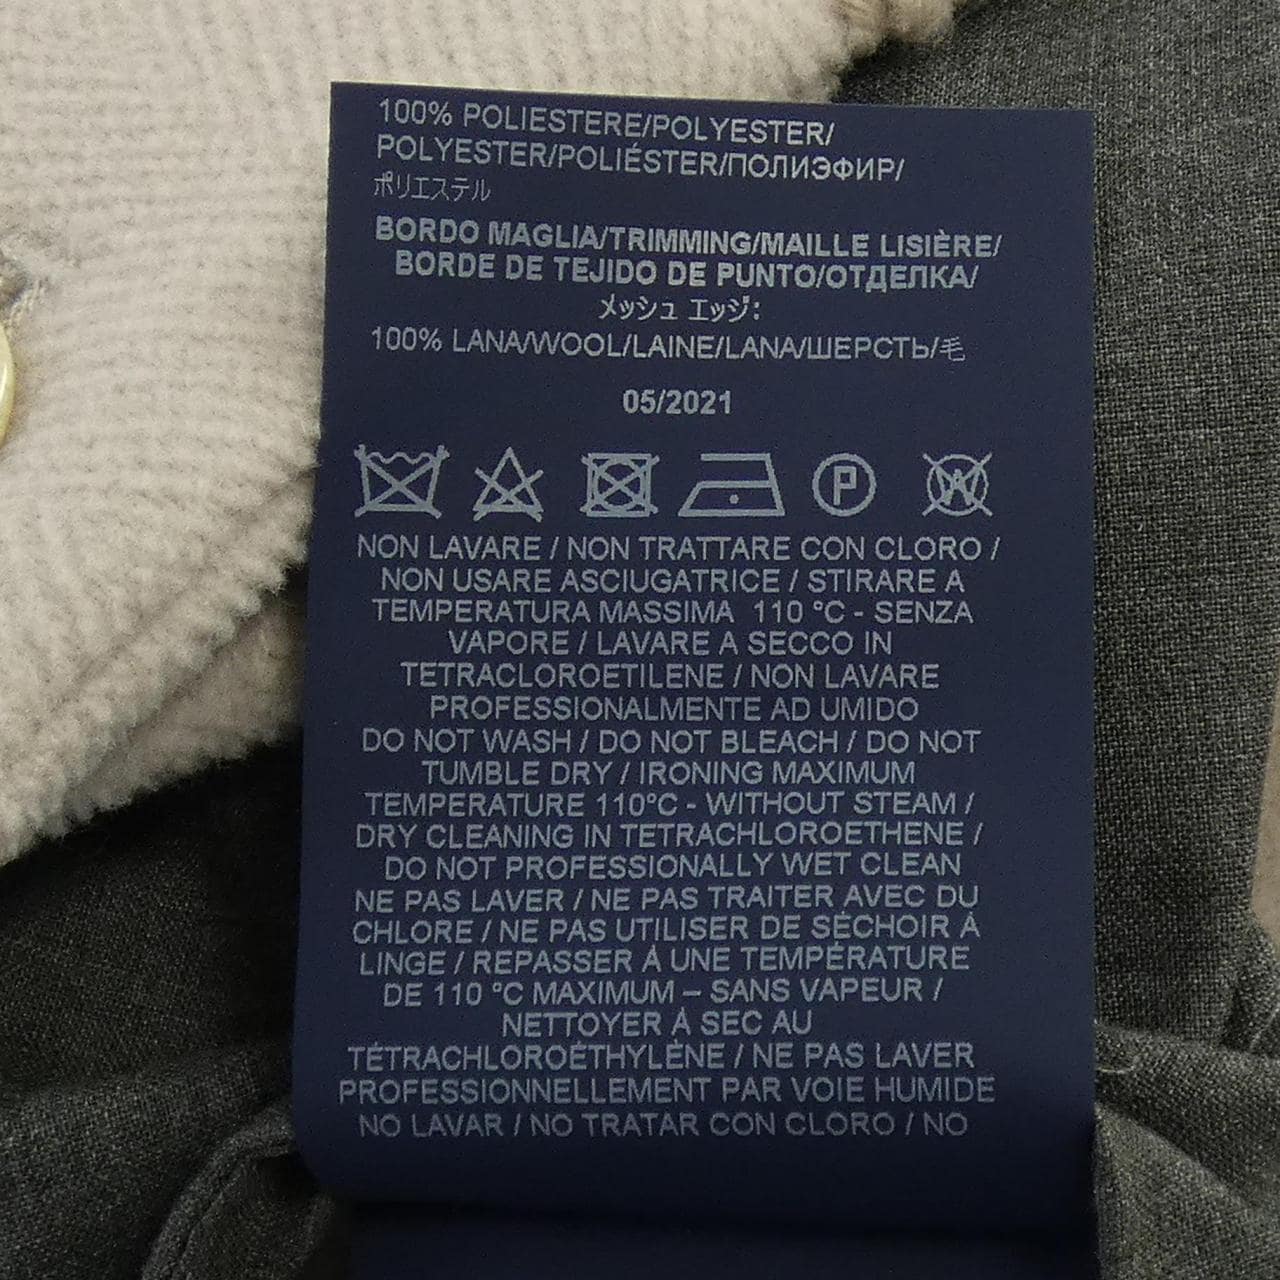 100% POLIESTERE/POLYESTER/
POLYESTER/POLIÉSTER/ПОЛИЭФИР/
ポリエステル
BORDO MAGLIA/TRIMMING/MAILLE LISIÈRE/
BORDE DE TEJIDO DE PUNTO/ОТДЕЛКА/
メッシュ エッジ:
100% LANA/WOOL/LAINE/LANA/ШЕРСТЬ/毛
05/2021
P W
NON LAVARE / NON TRATTARE CON CLORO /
NON USARE ASCIUGATRICE / STIRARE A
TEMPERATURA MASSIMA 110 °C - SENZA
VAPORE / LAVARE A SECCO IN
TETRACLOROETILENE / NON LAVARE
PROFESSIONALMENTE AD UMIDO
DO NOT WASH / DO NOT BLEACH / DO NOT
TUMBLE DRY / IRONING MAXIMUM
TEMPERATURE 110°C - WITHOUT STEAM /
DRY CLEANING IN TETRACHLOROETHENE /
DO NOT PROFESSIONALLY WET CLEAN
NE PAS LAVER / NE PAS TRAITER AVEC DU
CHLORE / NE PAS UTILISER DE SÉCHOIR À
LINGE / REPASSER À UNE TEMPÉRATURE
DE 110 °C MAXIMUM – SANS VAPEUR /
NETTOYER À SEC AU
TÉTRACHLOROÉTHYLÈNE / NE PAS LAVER
PROFESSIONNELLEMENT PAR VOIE HUMIDE
NO LAVAR / NO TRATAR CON CLORO / NO